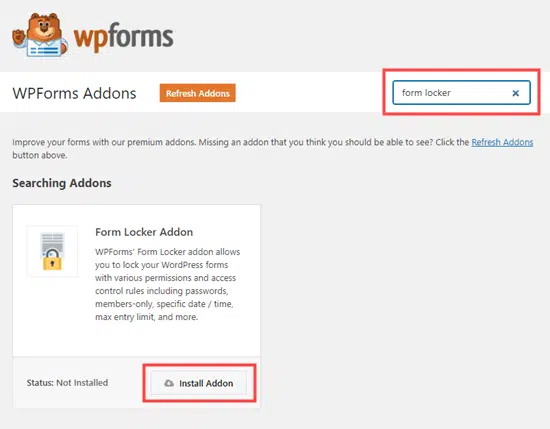 wpforms
WPForms Addons
Refresh Addons
form locker
Improve your forms with our premium addons. Missing an addon that you think you should be able to see? Click the Refresh Addons
button above.
Searching Addons
Form Locker Addon
WPForms' Form Locker addon allows
you to lock your WordPress forms
with various permissions and access
control rules including passwords,
members-only, specific date / time,
max entry limit, and more.
Status: Not Installed
Install Addon